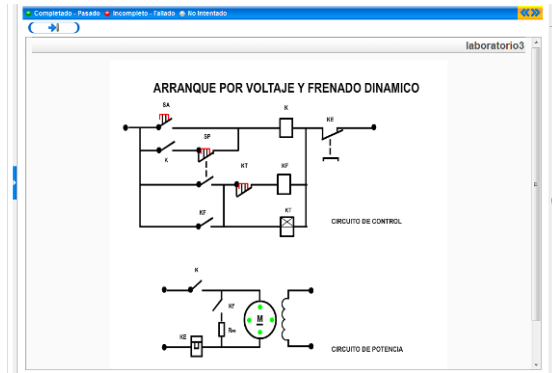 Completado - Pasado Incompleto - Fallado No Intentado
laboratorio3
ARRANQUE POR VOLTAJE Y FRENADO DINAMICO
SA
K
KE
SP
K
KT
KF
KF
KT
CIRCUITO DE CONTROL
K
KF
M
KE
CIRCUITO DE POTENCIA